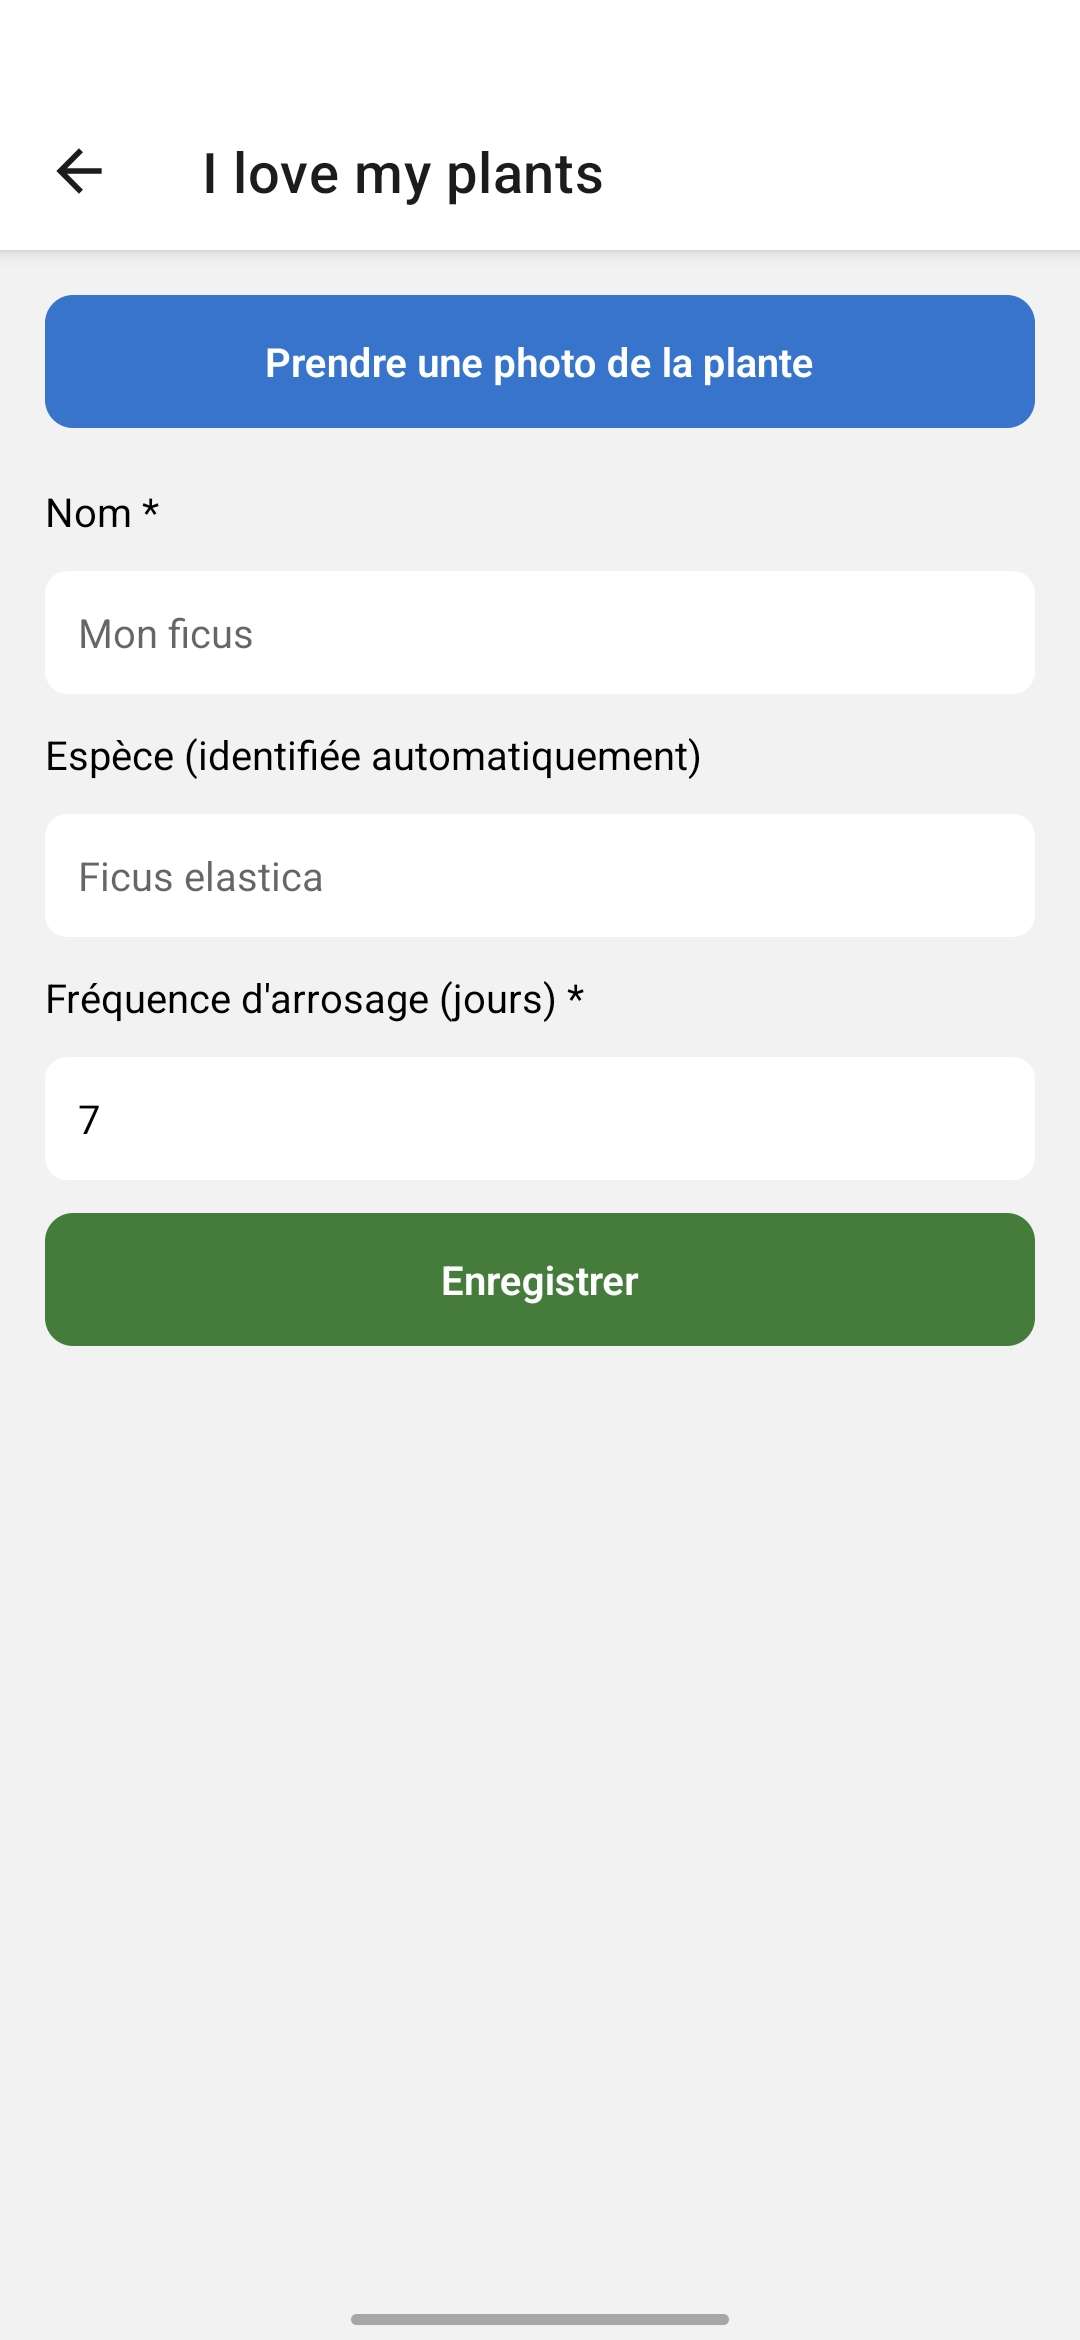 I love my plants
Prendre une photo de la plante
Nom *
Mon ficus
Espèce (identifiée automatiquement)
Ficus elastica
Fréquence d'arrosage (jours) *
7
Enregistrer